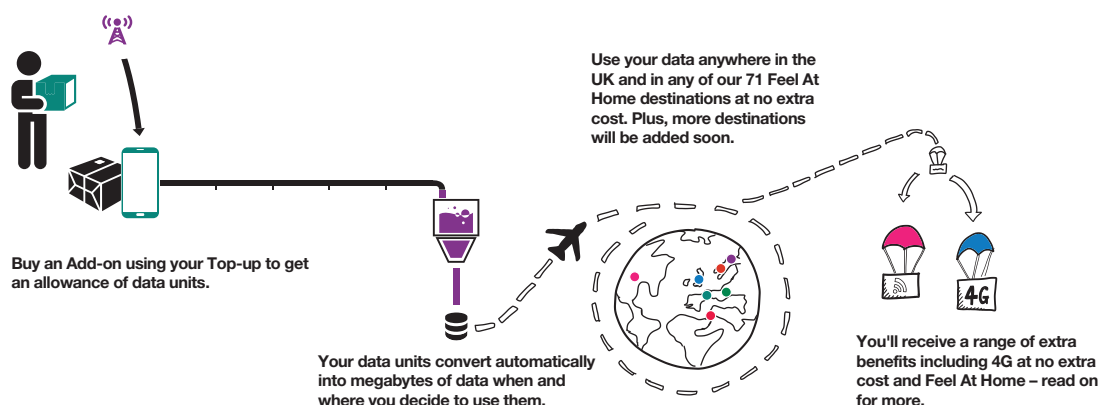 Buy an Add-on using your Top-up to get
an allowance of data units.
Your data units convert automatically
into megabytes of data when and
where you decide to use them.
Use your data anywhere in the
UK and in any of our 71 Feel At
Home destinations at no extra
cost. Plus, more destinations
will be added soon.
4G
You'll receive a range of extra
benefits including 4G at no extra
cost and Feel At Home – read on
for more.